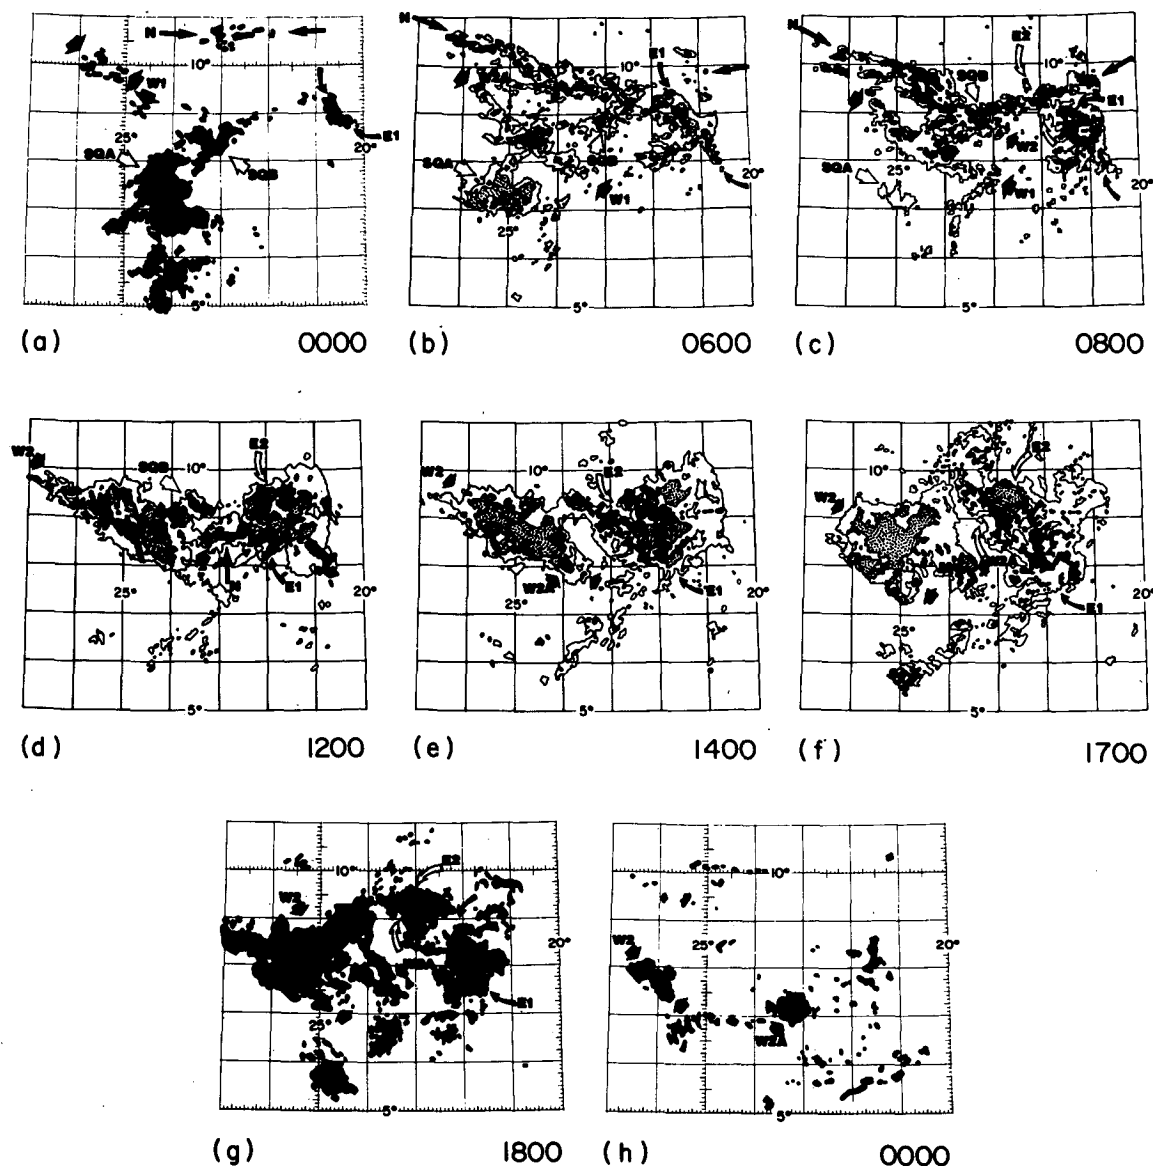 N
10°
W1
25°
SQA
SQB
E1
20°
5°
(a) 0000
N
E1
10°
SQA
SQB
W1
20°
25°
5°
(b) 0600
N
E2
10°
SQB
E1
W2
SQA
25°
W1
20°
5°
(c) 0800
W2
SQB
E2
10°
N
E1
25°
20°
5°
(d) 1200
W2
10°
E2
W2A
E1
25°
20°
5°
(e) 1400
E2
10°
W2
E1
20°
25°
5°
(f) 1700
W2
10°
E2
20°
E1
25°
5°
(g) 1800
10°
W2
25°
20°
W2A
5°
(h) 0000